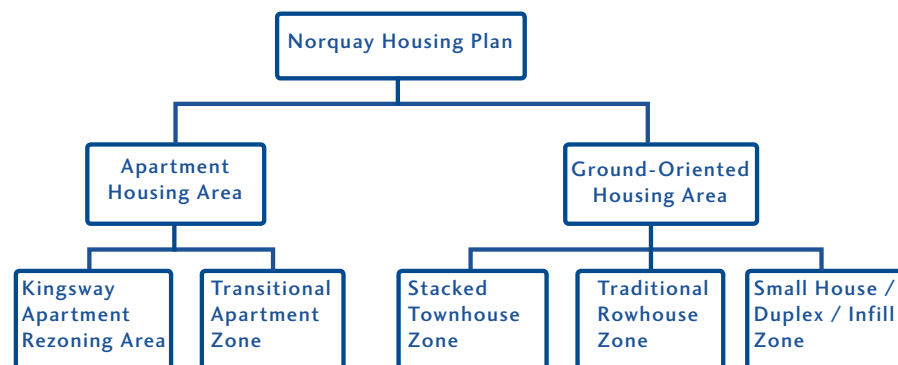 Norquay Housing Plan
Apartment
Housing Area
Ground-Oriented
Housing Area
Kingsway
Apartment
Rezoning Area
Transitional
Apartment
Zone
Stacked
Townhouse
Zone
Traditional
Rowhouse
Zone
Small House /
Duplex / Infill
Zone